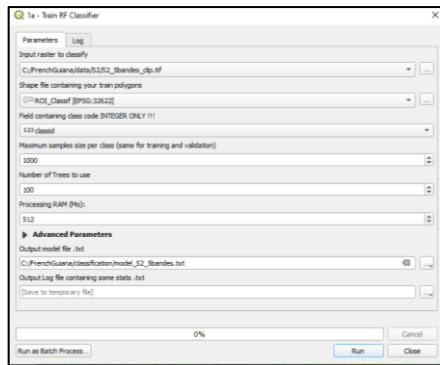 1a - Train RF Classifier
Parameters Log
Input raster to classify
C:/FrenchGuiana/data/S2/S2_5bandes_clip.tif
...
Shape file containing your train polygons
ROI_Classif [EPSG:32622]
...
Field containing class code INTEGER ONLY !!!
123 classid
Maximum samples size per class (same for training and validation)
1000
Number of Trees to use
100
Processing RAM (Mo):
512
Advanced Parameters
Output model file .txt
C:/FrenchGuiana/classification/model_S2_5bandes.txt
...
Output Log file containing some stats .txt
[Save to temporary file]
...
0% Cancel
Run as Batch Process... Run Close